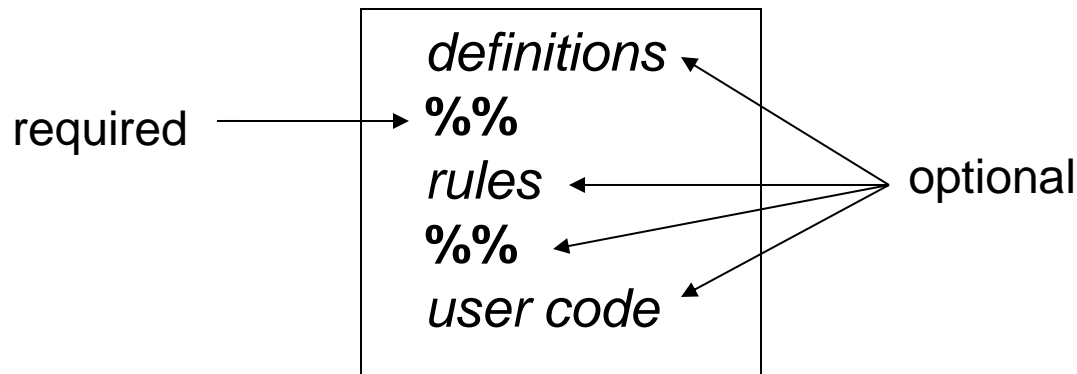 definitions
%%
required
rules
optional
%%
user code